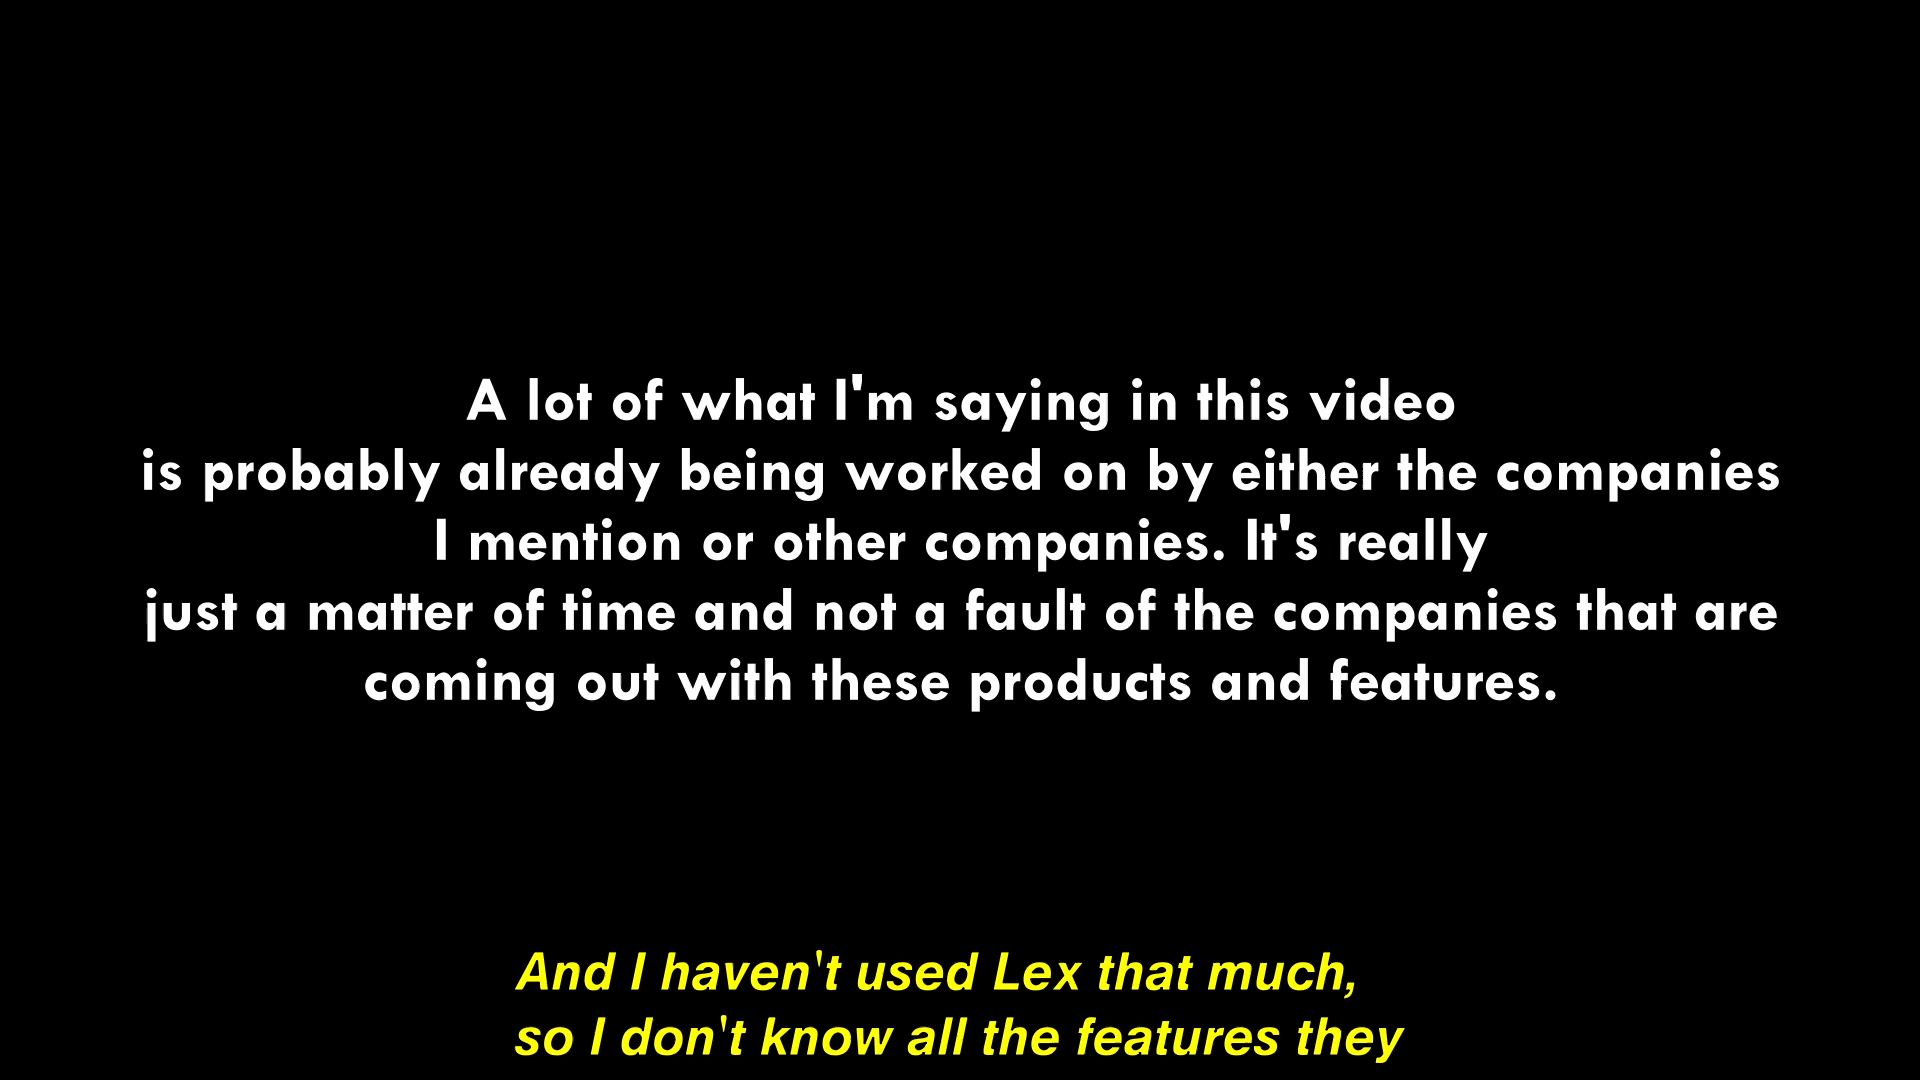 A lot of what I'm saying in this video
is probably already being worked on by either the companies
I mention or other companies. It's really
just a matter of time and not a fault of the companies that are
coming out with these products and features.
And I haven't used Lex that much,
so I don't know all the features they